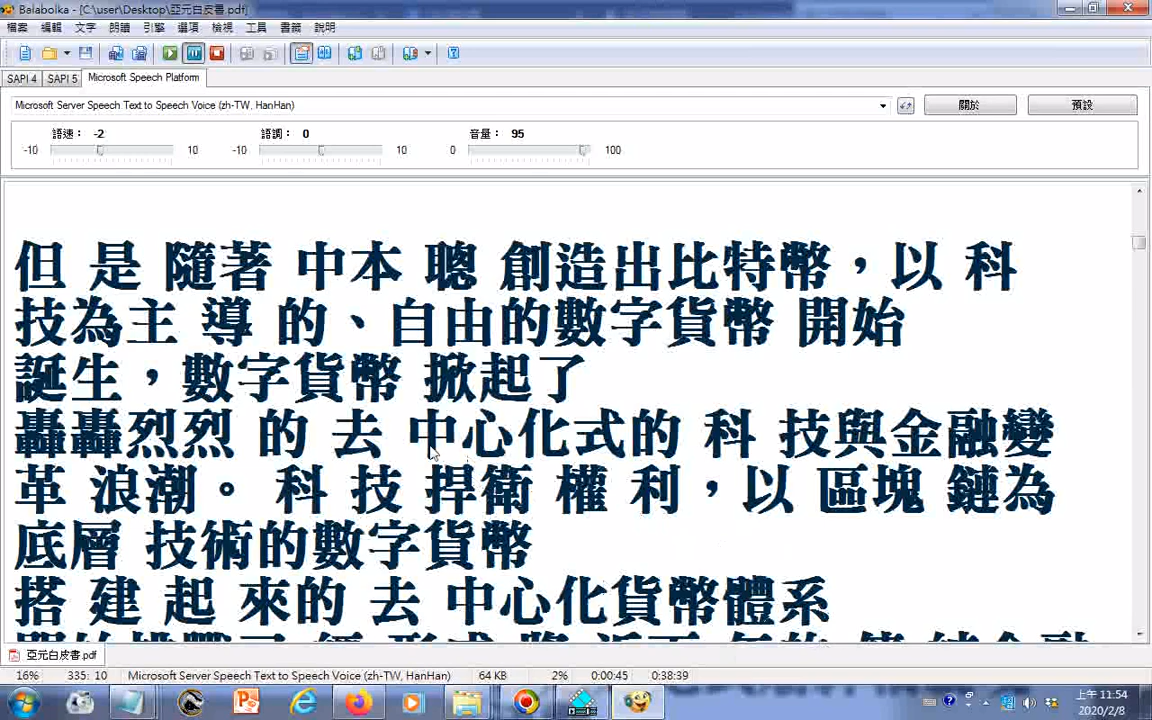 Balabolka - [C:\user\Desktop\亞元白皮書.pdf]
檔案 編輯 文字 朗讀 引擎 選項 檢視 工具 書籤 說明
SAPI 4 SAPI 5 Microsoft Speech Platform
Microsoft Server Speech Text to Speech Voice (zh-TW, HanHan) 關於 預設
語速： -2 語調： 0 音量： 95
-10 10 -10 10 0 100
但 是 隨著 中本 聰 創造出比特幣，以 科
技為主 導 的、自由的數字貨幣 開始
誕生，數字貨幣 掀起了
轟轟烈烈 的 去 中心化式的 科 技與金融變
革 浪潮。 科 技 捍衛 權 利，以 區塊 鏈為
底層 技術的數字貨幣
搭 建 起 來的 去 中心化貨幣體系
亞元白皮書.pdf
16% 335: 10 Microsoft Server Speech Text to Speech Voice (zh-TW, HanHan) 64 KB 2% 0:00:45 0:38:39
上午 11:54
2020/2/8